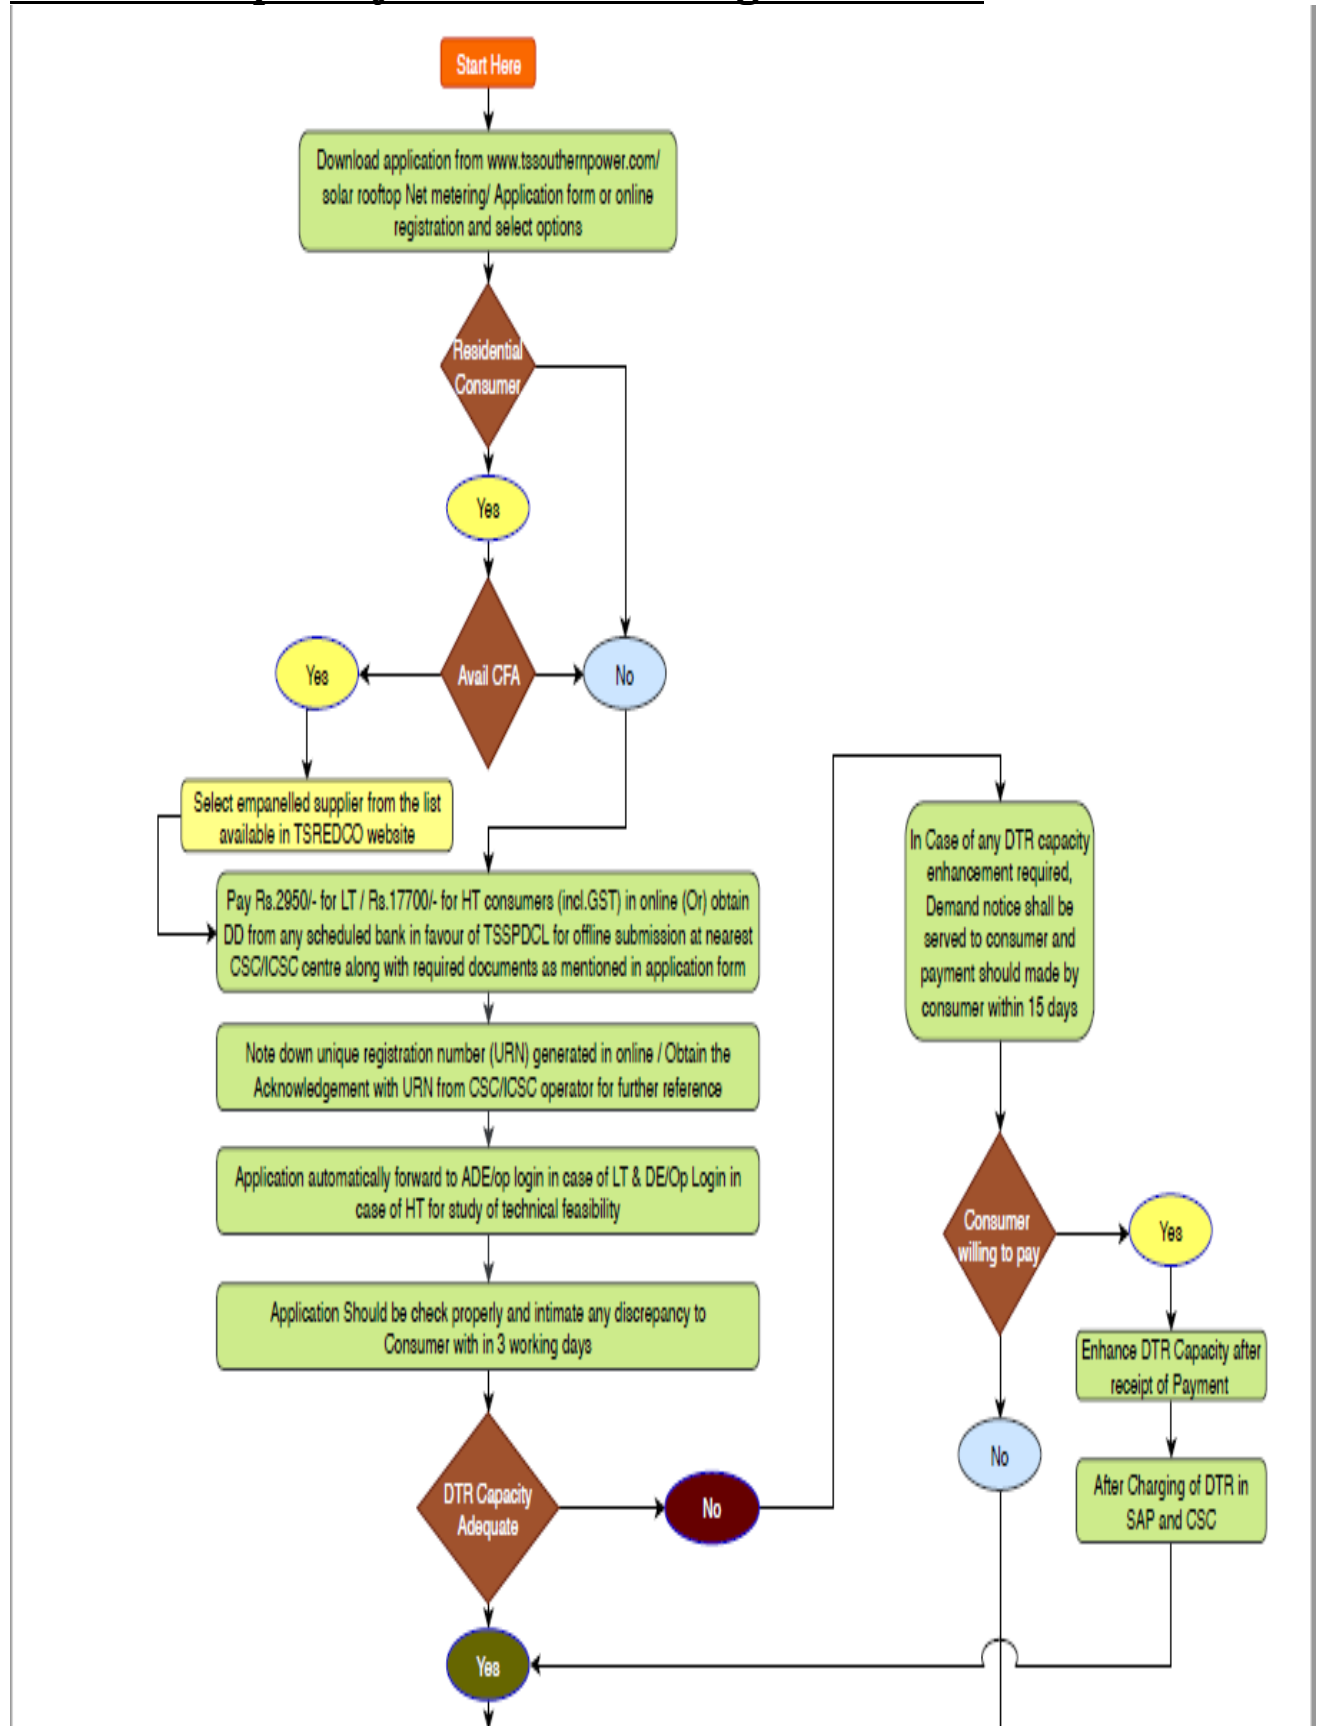 Start Here
Download application from www.tssouthernpower.com/
solar rooftop Net metering/ Application form or online
registration and select options
Residential
Consumer
Yes
Yes
Avail CFA
No
Select empanelled supplier from the list
available in TSREDCO website
Pay Rs.2950/- for LT / Rs.17700/- for HT consumers (incl.GST) in online (Or) obtain
DD from any scheduled bank in favour of TSSPDCL for offline submission at nearest
CSC/ICSC centre along with required documents as mentioned in application form
Note down unique registration number (URN) generated in online / Obtain the
Acknowledgement with URN from CSC/ICSC operator for further reference
Application automatically forward to ADE/op login in case of LT & DE/Op Login in
case of HT for study of technical feasibility
Application Should be check properly and intimate any discrepancy to
Consumer with in 3 working days
DTR Capacity
Adequate
No
Yes
In Case of any DTR capacity
enhancement required,
Demand notice shall be
served to consumer and
payment should made by
consumer within 15 days
Consumer
willing to pay
Yes
Enhance DTR Capacity after
receipt of Payment
No
After Charging of DTR in
SAP and CSC